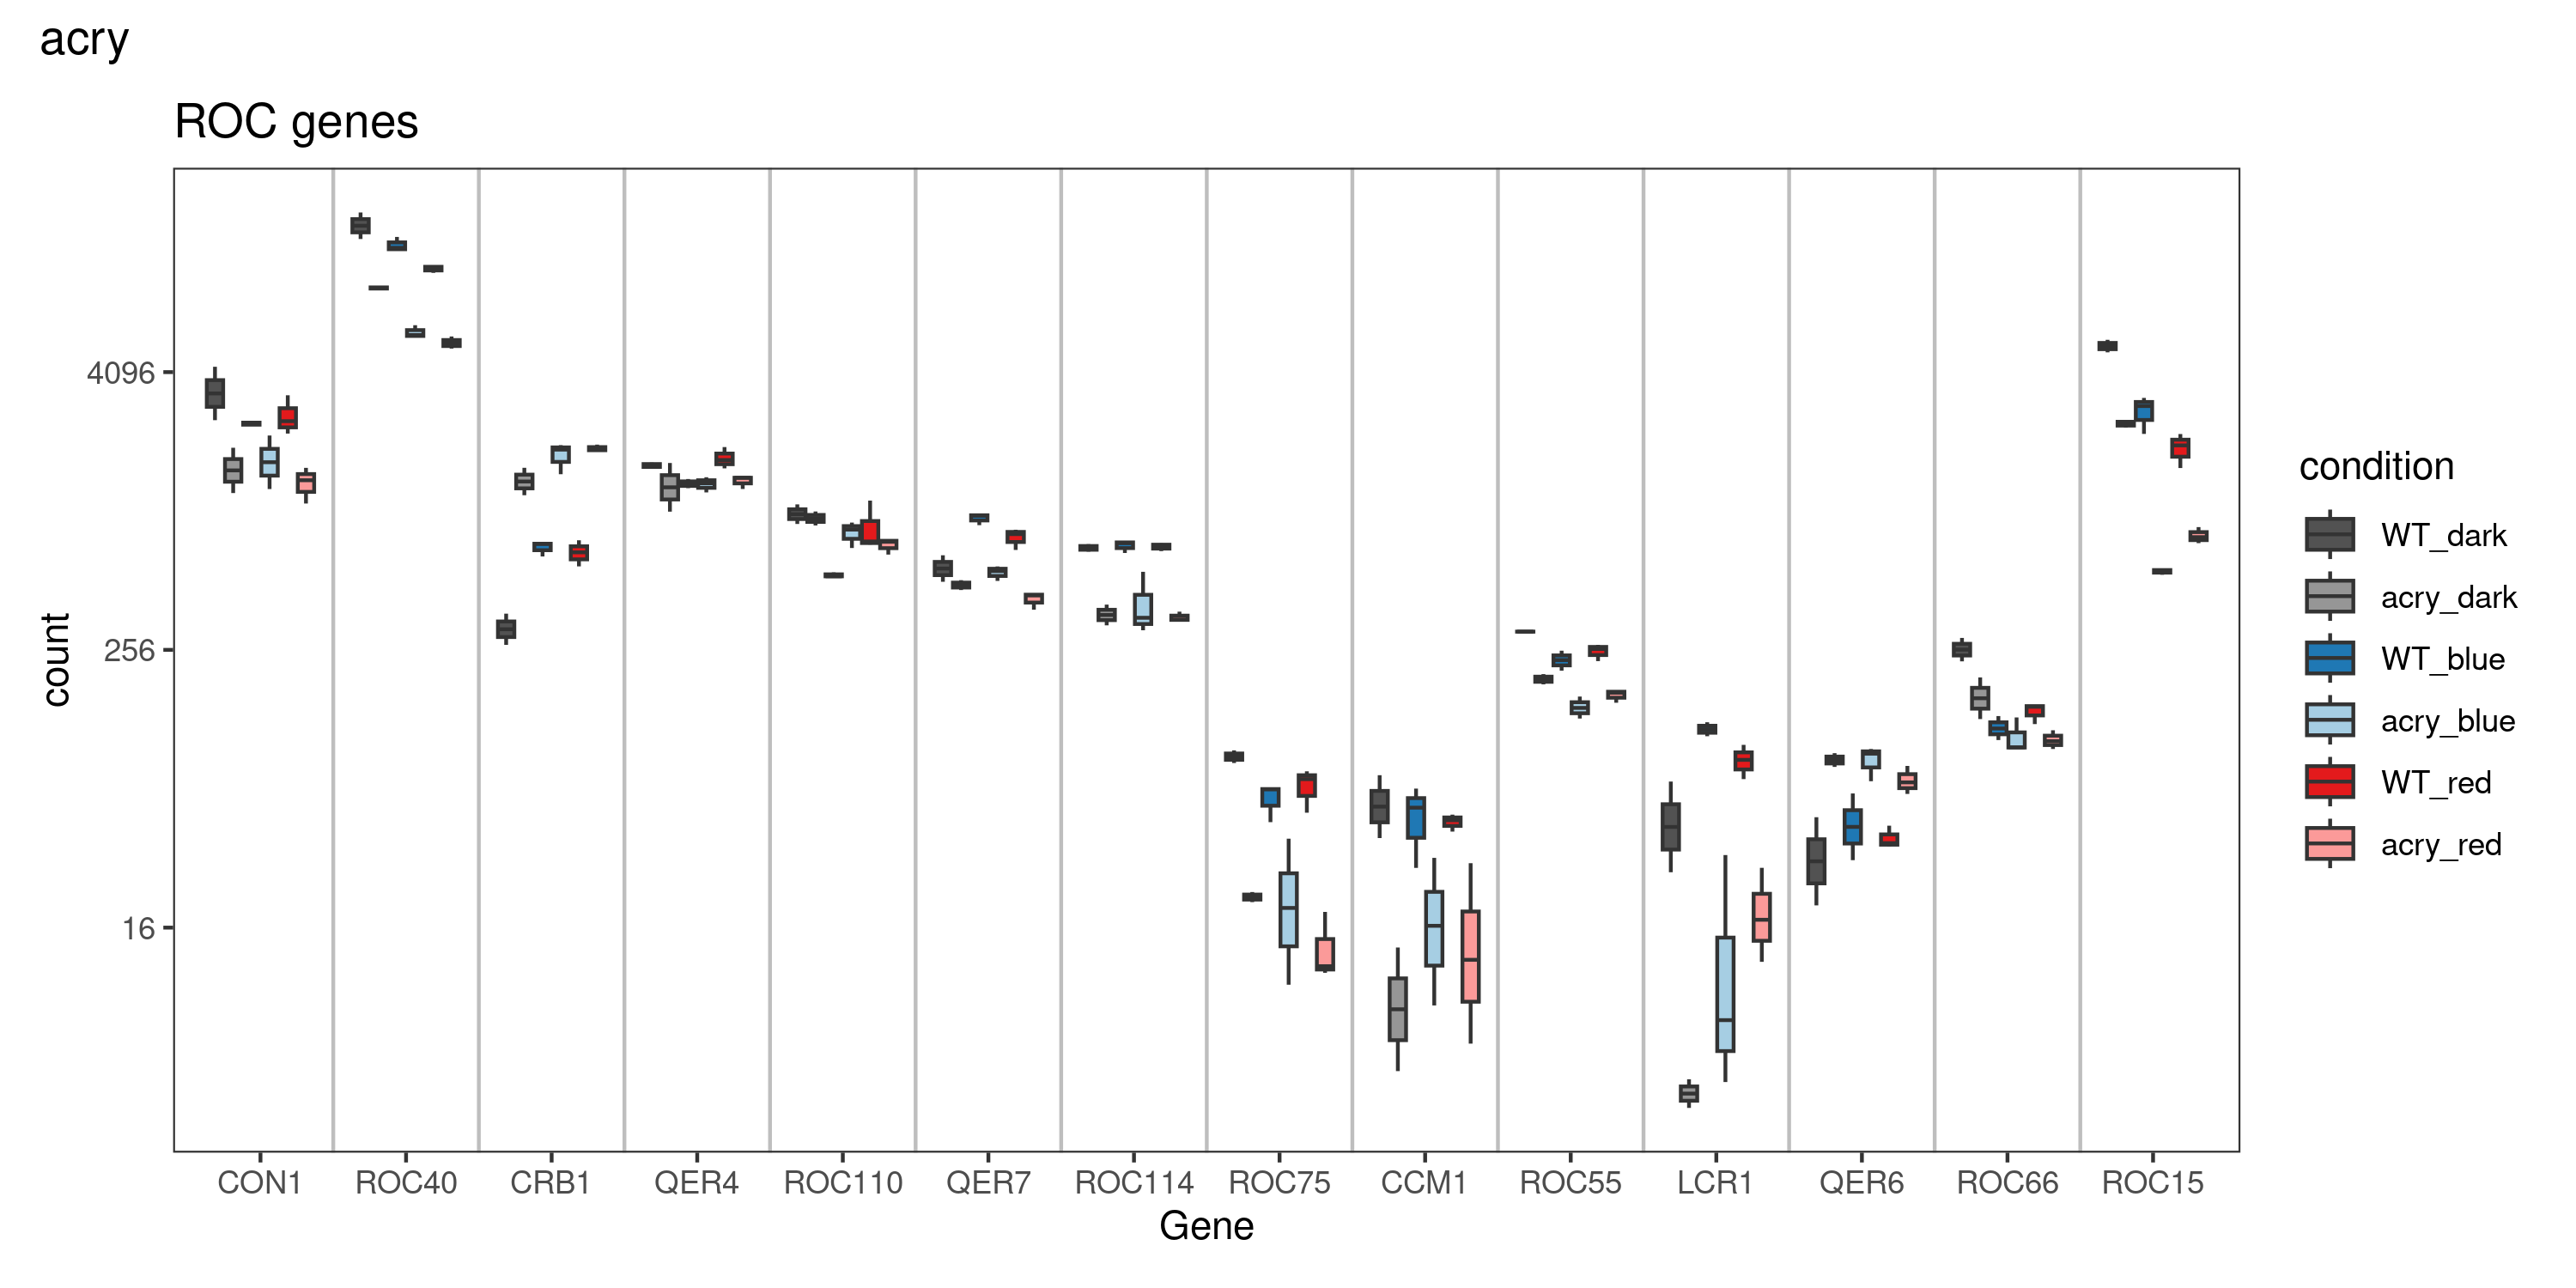 acry
ROC genes
4096
256
16
count
CON1 ROC40 CRB1 QER4 ROC110 QER7 ROC114 ROC75 CCM1 ROC55 LCR1 QER6 ROC66 ROC15
Gene
condition
WT_dark
acry_dark
WT_blue
acry_blue
WT_red
acry_red